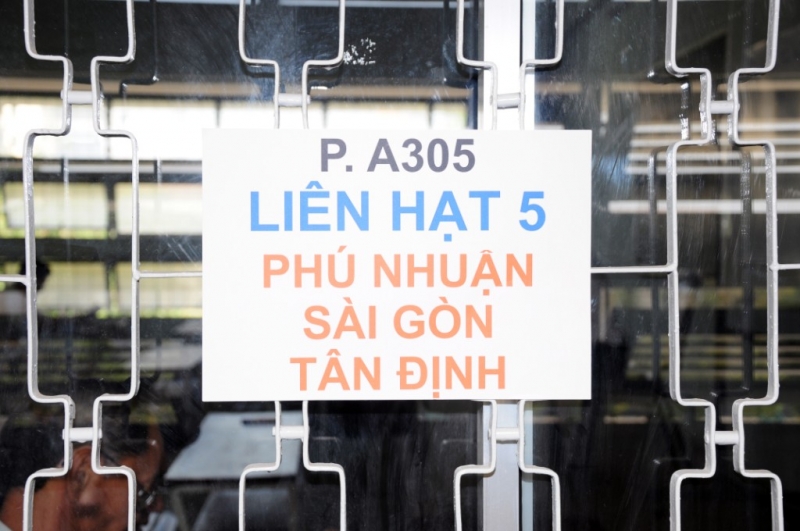 P. A305
LIÊN HẠT 5
PHÚ NHUẬN
SÀI GÒN
TÂN ĐỊNH